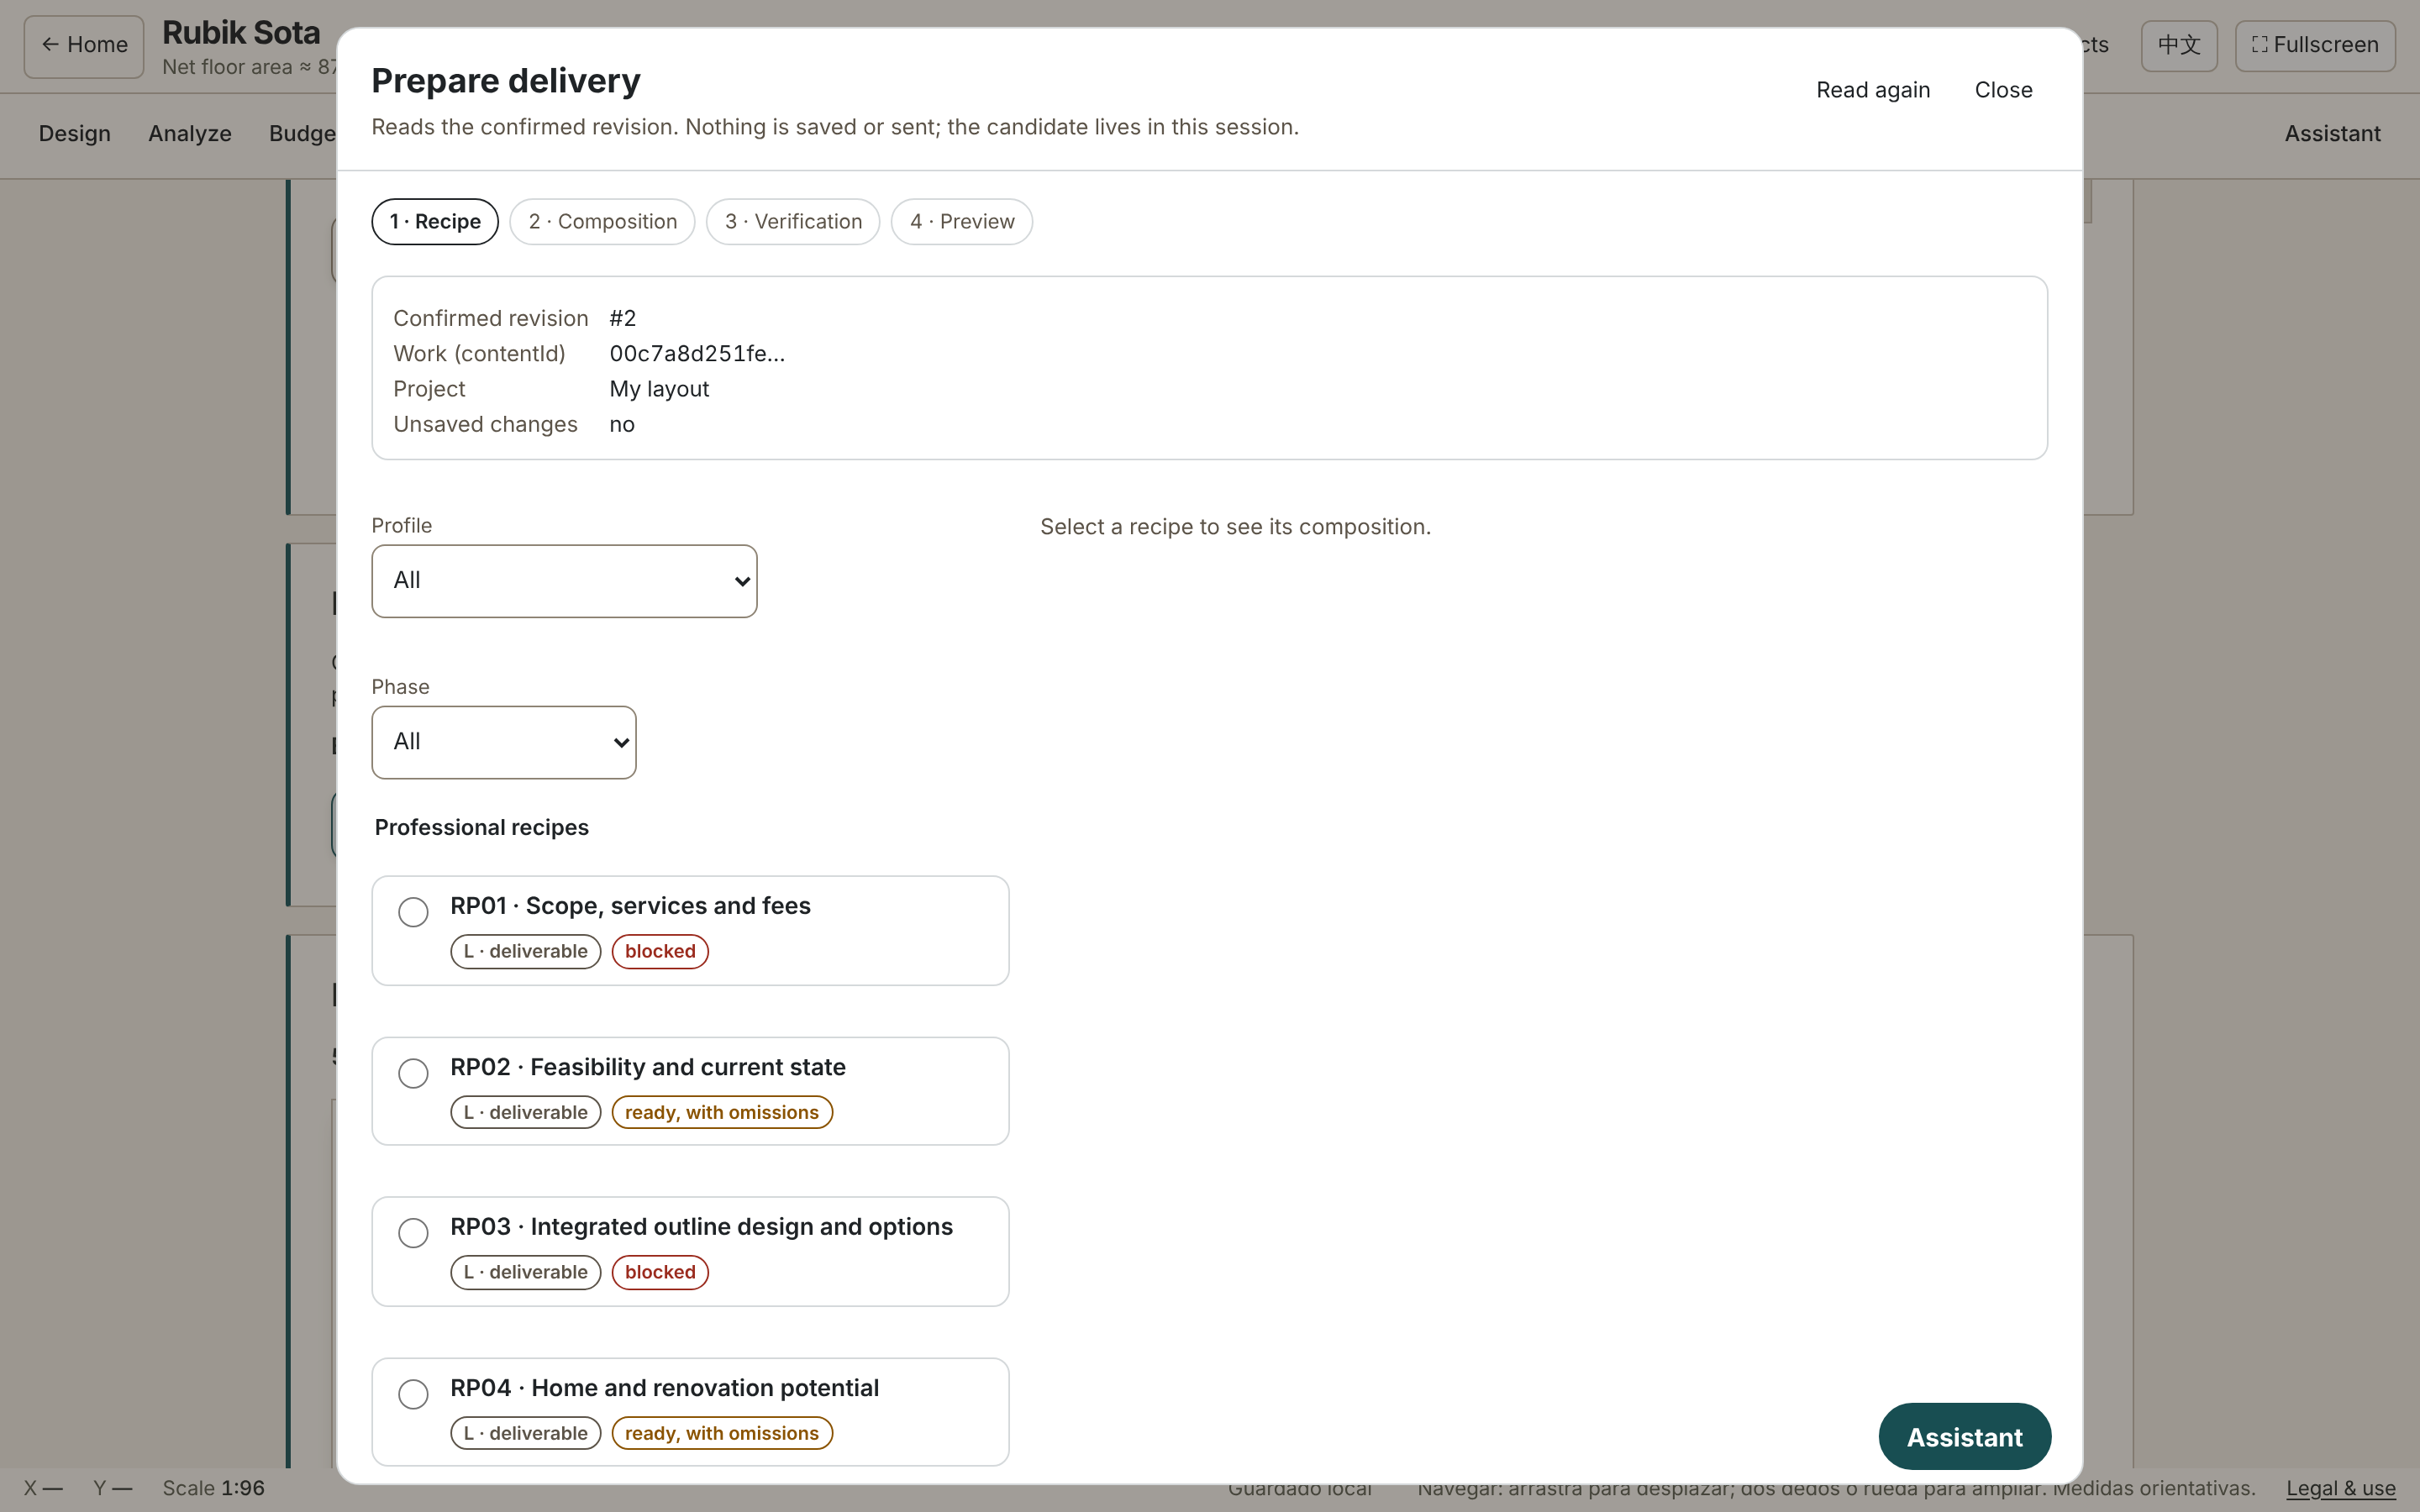 ← Home
Rubik Sota
Net floor area ≈ 87
中文
Fullscreen
Design
Analyze
Assistant
Prepare delivery
Reads the confirmed revision. Nothing is saved or sent; the candidate lives in this session.
Read again
Close
1 · Recipe
2 · Composition
3 · Verification
4 · Preview
Confirmed revision #2
Work (contentId) 00c7a8d251fe...
Project My layout
Unsaved changes no
Profile
All
Select a recipe to see its composition.
Phase
All
Professional recipes
RP01 · Scope, services and fees
L · deliverable
blocked
RP02 · Feasibility and current state
L · deliverable
ready, with omissions
RP03 · Integrated outline design and options
L · deliverable
blocked
RP04 · Home and renovation potential
L · deliverable
ready, with omissions
Assistant
X —
Y —
Scale 1:96
Guardado local
Navegar: arrastra para desplazar; dos dedos o rueda para ampliar. Medidas orientativas.
Legal & use